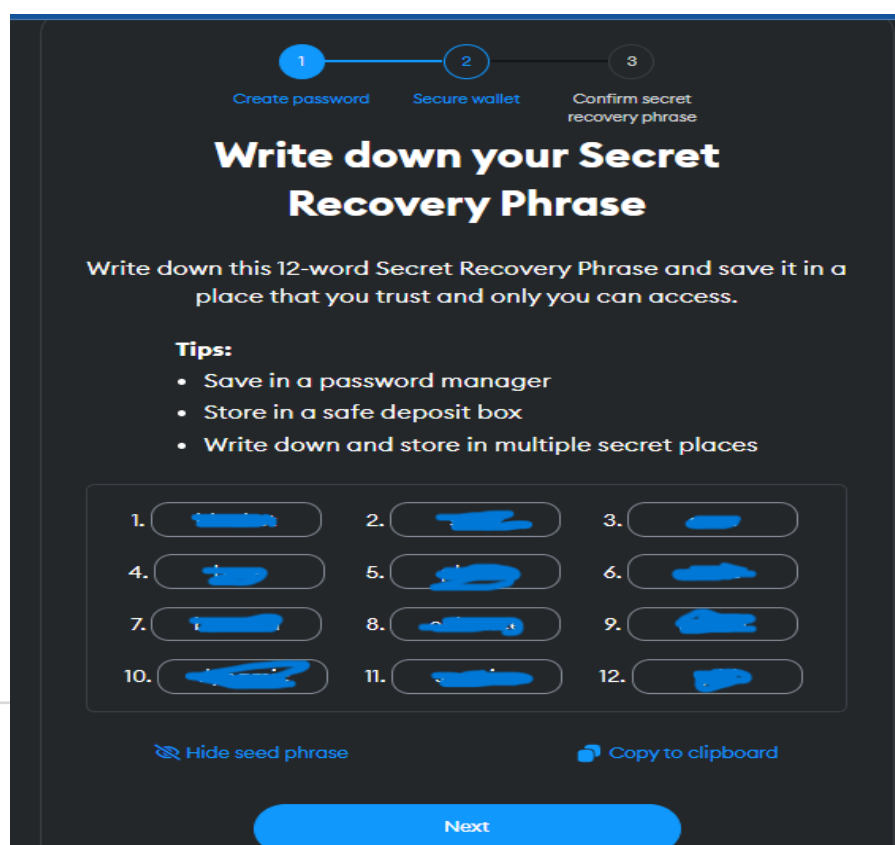 1
2
3
Create password
Secure wallet
Confirm secret
recovery phrase
Write down your Secret
Recovery Phrase
Write down this 12-word Secret Recovery Phrase and save it in a
place that you trust and only you can access.
Tips:
• Save in a password manager
• Store in a safe deposit box
• Write down and store in multiple secret places
1.
2.
3.
4.
5.
6.
7.
8.
9.
10.
11.
12.
Hide seed phrase
Copy to clipboard
Next